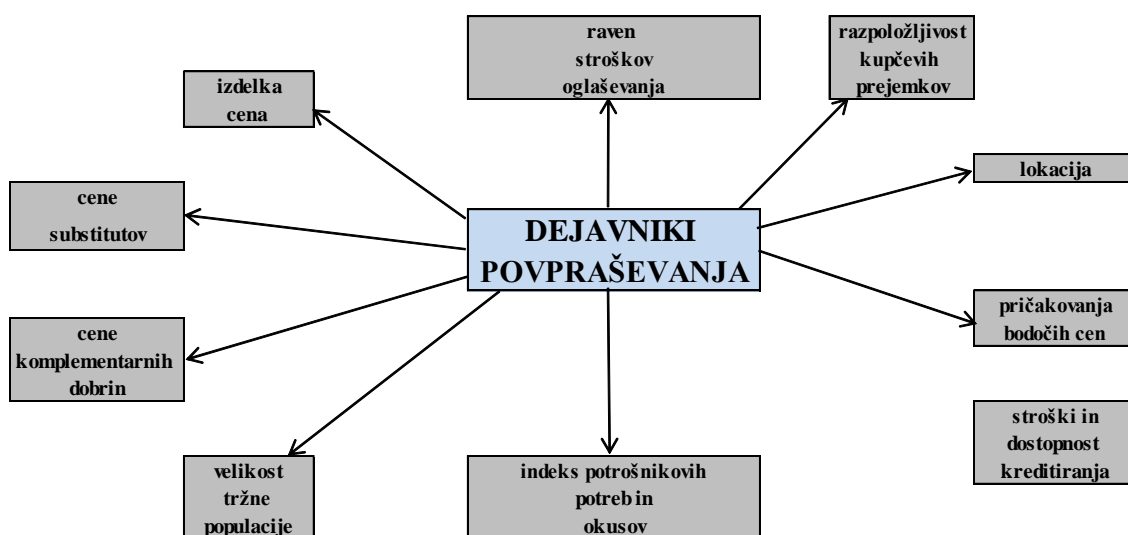 raven
stroškov
oglaševanja
razpoložljivost
kupčevih
prejemkov
izdelka
cena
lokacija
cene
substitutov
DEJAVNIKI
POVPRAŠEVANJA
pričakovanja
bodočih cen
cene
komplementarnih
dobrin
stroški in
dostopnost
kreditiranja
velikost
tržne
populacije
indeks potrošnikovih
potreb in
okusov